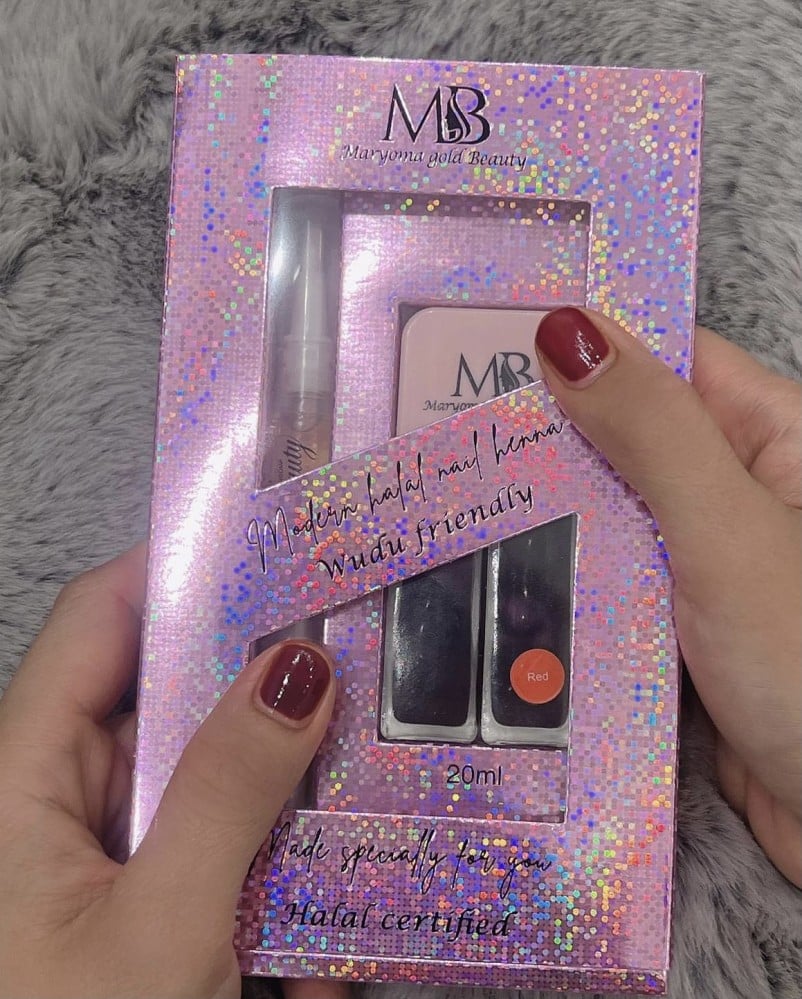 MB
Maryoma gold Beauty
MB
Maryoma
Modern halal nail henna
Wudu friendly
Red
20ml
Made specially for you
Halal certified